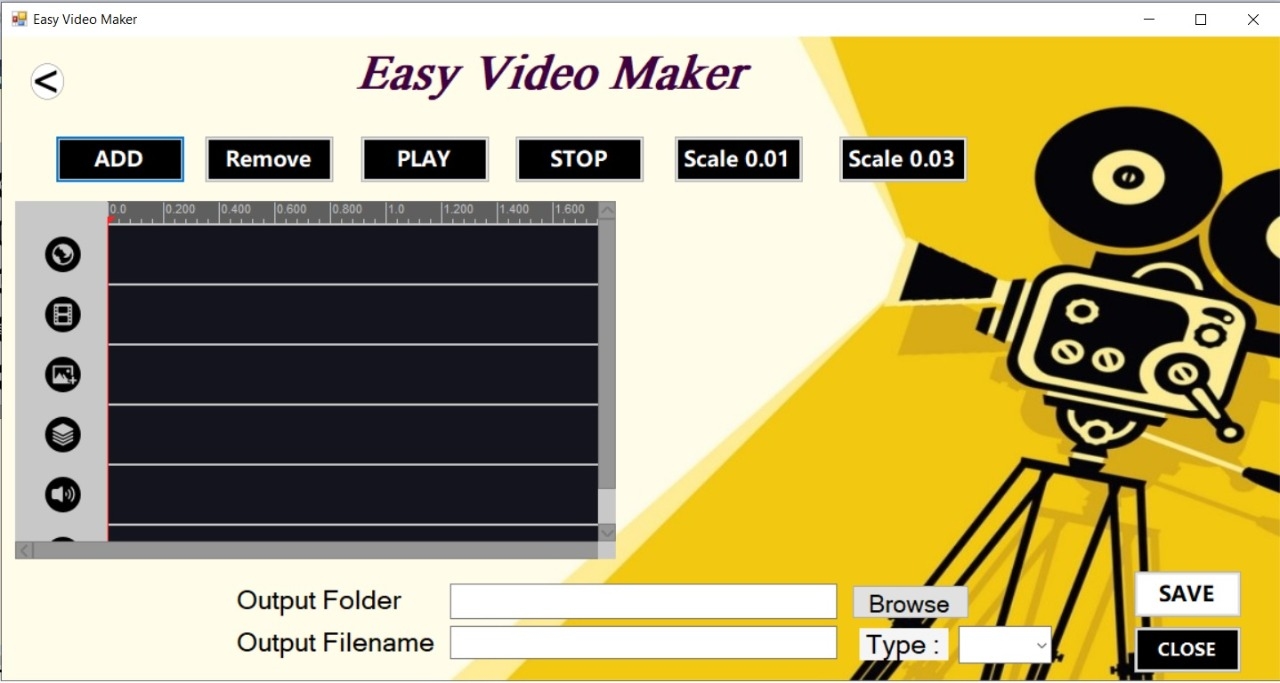 Easy Video Maker
<
Easy Video Maker
ADD Remove PLAY STOP Scale 0.01 Scale 0.03
0.0 0.200 0.400 0.600 0.800 1.0 1.200 1.400 1.600
Output Folder Browse
SAVE
Output Filename Type :
CLOSE